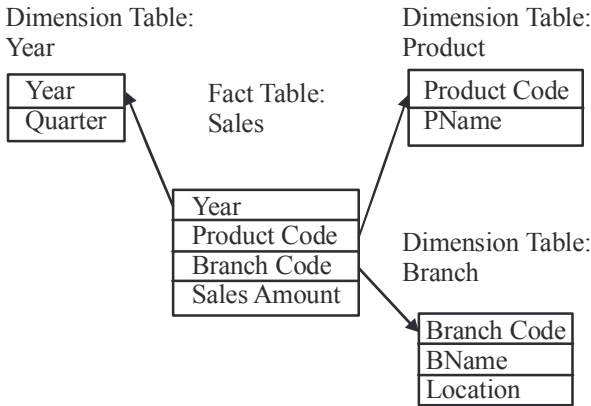 Dimension Table:
Year
Year
Quarter
Fact Table:
Sales
Year
Product Code
Branch Code
Sales Amount
Dimension Table:
Product
Product Code
PName
Dimension Table:
Branch
Branch Code
BName
Location